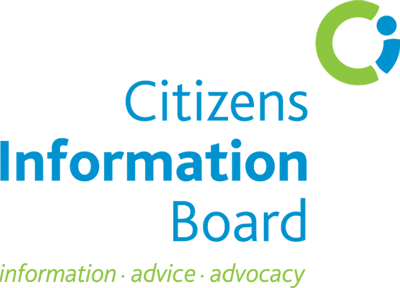 Citizens
Information
Board
information · advice · advocacy